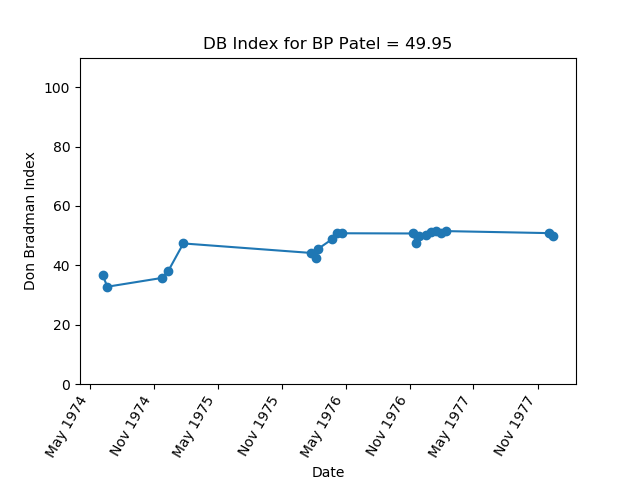 DB Index for BP Patel = 49.95
100
80
60
40
20
0
Don Bradman Index
May 1974
Nov 1974
May 1975
Nov 1975
May 1976
Nov 1976
May 1977
Nov 1977
Date